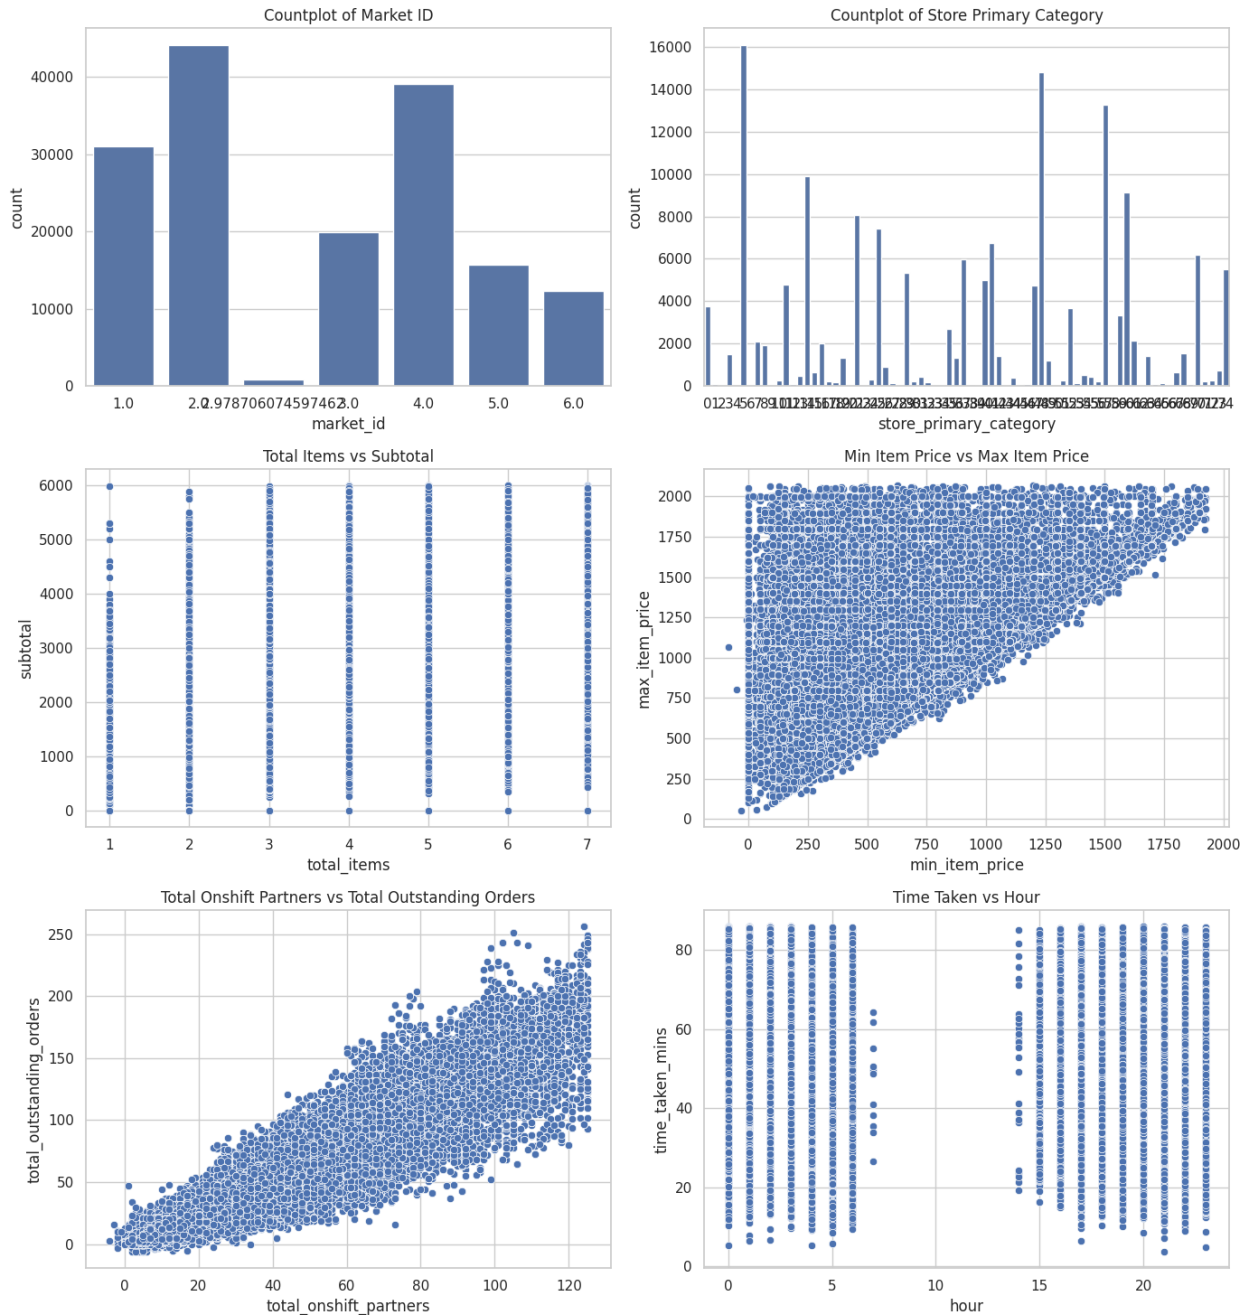 Countplot of Market ID
40000
30000
20000
10000
0
count
1.0
2.0
2.9787060745974​62
3.0
4.0
5.0
6.0
market_id
Countplot of Store Primary Category
16000
14000
12000
10000
8000
6000
4000
2000
0
count
store_primary_category
Total Items vs Subtotal
6000
5000
4000
3000
2000
1000
0
subtotal
1 2 3 4 5 6 7
total_items
Min Item Price vs Max Item Price
2000
1750
1500
1250
1000
750
500
250
0
max_item_price
0 250 500 750 1000 1250 1500 1750 2000
min_item_price
Total Onshift Partners vs Total Outstanding Orders
250
200
150
100
50
0
total_outstanding_orders
0 20 40 60 80 100 120
total_onshift_partners
Time Taken vs Hour
80
60
40
20
0
time_taken_mins
0 5 10 15 20
hour